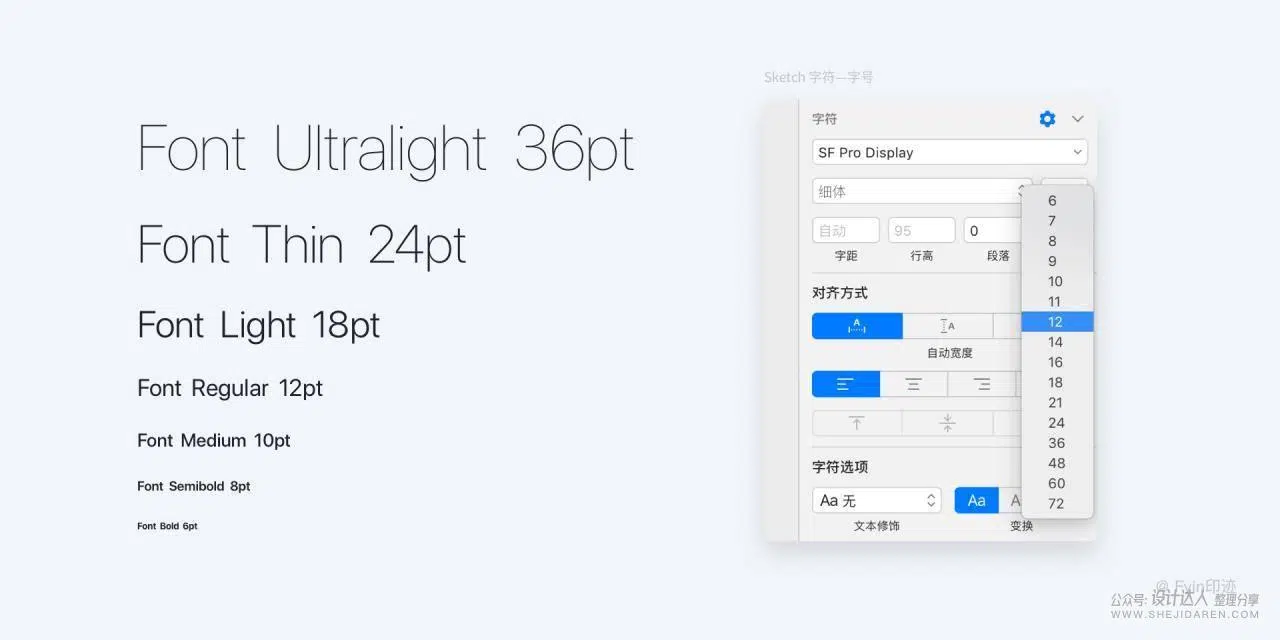 Font Ultralight 36pt
Font Thin 24pt
Font Light 18pt
Font Regular 12pt
Font Medium 10pt
Font Semibold 8pt
Font Bold 6pt
Sketch 字符—字号
字符
SF Pro Display
细体
自动 95 0
字距 行高 段落
对齐方式
A A
自动宽度
字符选项
Aa 无 Aa A
文本修饰 变换
6
7
8
9
10
11
12
14
16
18
21
24
36
48
60
72
@ Evin印迹
公众号: 设计达人 整理分享
WWW.SHEJIDAREN.COM